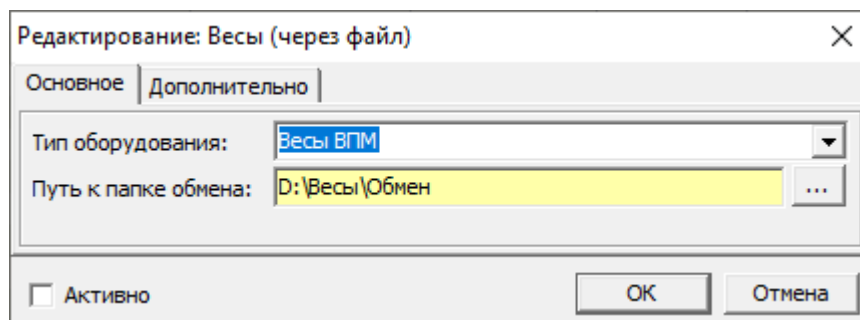 Редактирование: Весы (через файл)
Основное Дополнительно
Тип оборудования: Весы ВПМ
Путь к папке обмена: D:\Весы\Обмен ...
Активно ОК Отмена